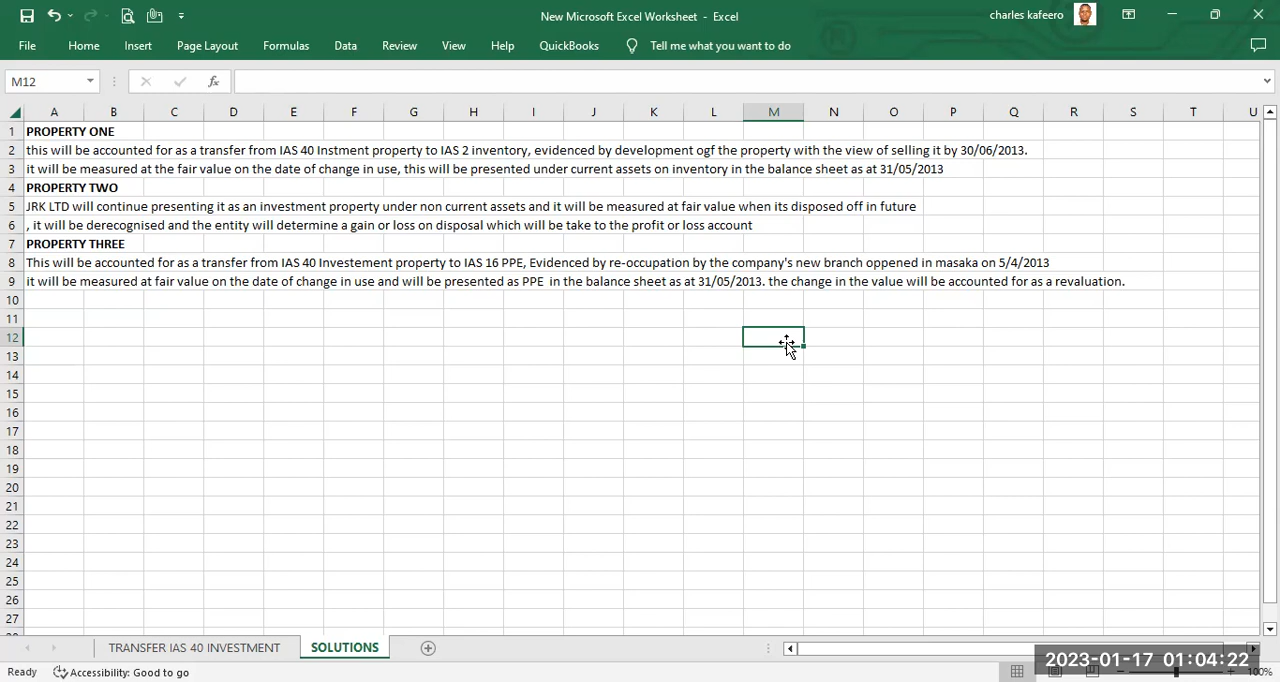 New Microsoft Excel Worksheet - Excel
charles kafeero
File Home Insert Page Layout Formulas Data Review View Help QuickBooks Tell me what you want to do
M12 fx
A B C D E F G H I J K L M N O P Q R S T U
1 PROPERTY ONE
2 this will be accounted for as a transfer from IAS 40 Instment property to IAS 2 inventory, evidenced by development ogf the property with the view of selling it by 30/06/2013.
3 it will be measured at the fair value on the date of change in use, this will be presented under current assets on inventory in the balance sheet as at 31/05/2013
4 PROPERTY TWO
5 JRK LTD will continue presenting it as an investment property under non current assets and it will be measured at fair value when its disposed off in future
6 , it will be derecognised and the entity will determine a gain or loss on disposal which will be take to the profit or loss account
7 PROPERTY THREE
8 This will be accounted for as a transfer from IAS 40 Investement property to IAS 16 PPE, Evidenced by re-occupation by the company's new branch oppened in masaka on 5/4/2013
9 it will be measured at fair value on the date of change in use and will be presented as PPE in the balance sheet as at 31/05/2013. the change in the value will be accounted for as a revaluation.
10
11
12
13
14
15
16
17
18
19
20
21
22
23
24
25
26
27
TRANSFER IAS 40 INVESTMENT SOLUTIONS
Ready Accessibility: Good to go 100%
2023-01-17 01:04:22